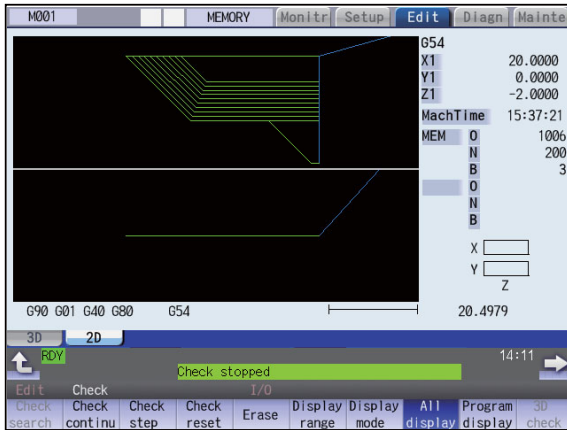 M001 MEMORY Monitr Setup Edit Diagn Mainte
G54
X1 20.0000
Y1 0.0000
Z1 -2.0000
MachTime 15:37:21
MEM O 1006
N 200
B 3
O
N
B
X
Y
Z
G90 G01 G40 G80 G54 20.4979
3D 2D
RDY 14:11
Check stopped
Edit Check I/O
Check search Check continu Check step Check reset Erase Display range Display mode All display Program display 3D check